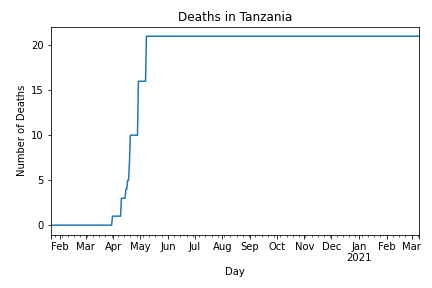 Deaths in Tanzania
Number of Deaths
20
15
10
5
0
Feb Mar Apr May Jun Jul Aug Sep Oct Nov Dec Jan Feb Mar
2021
Day